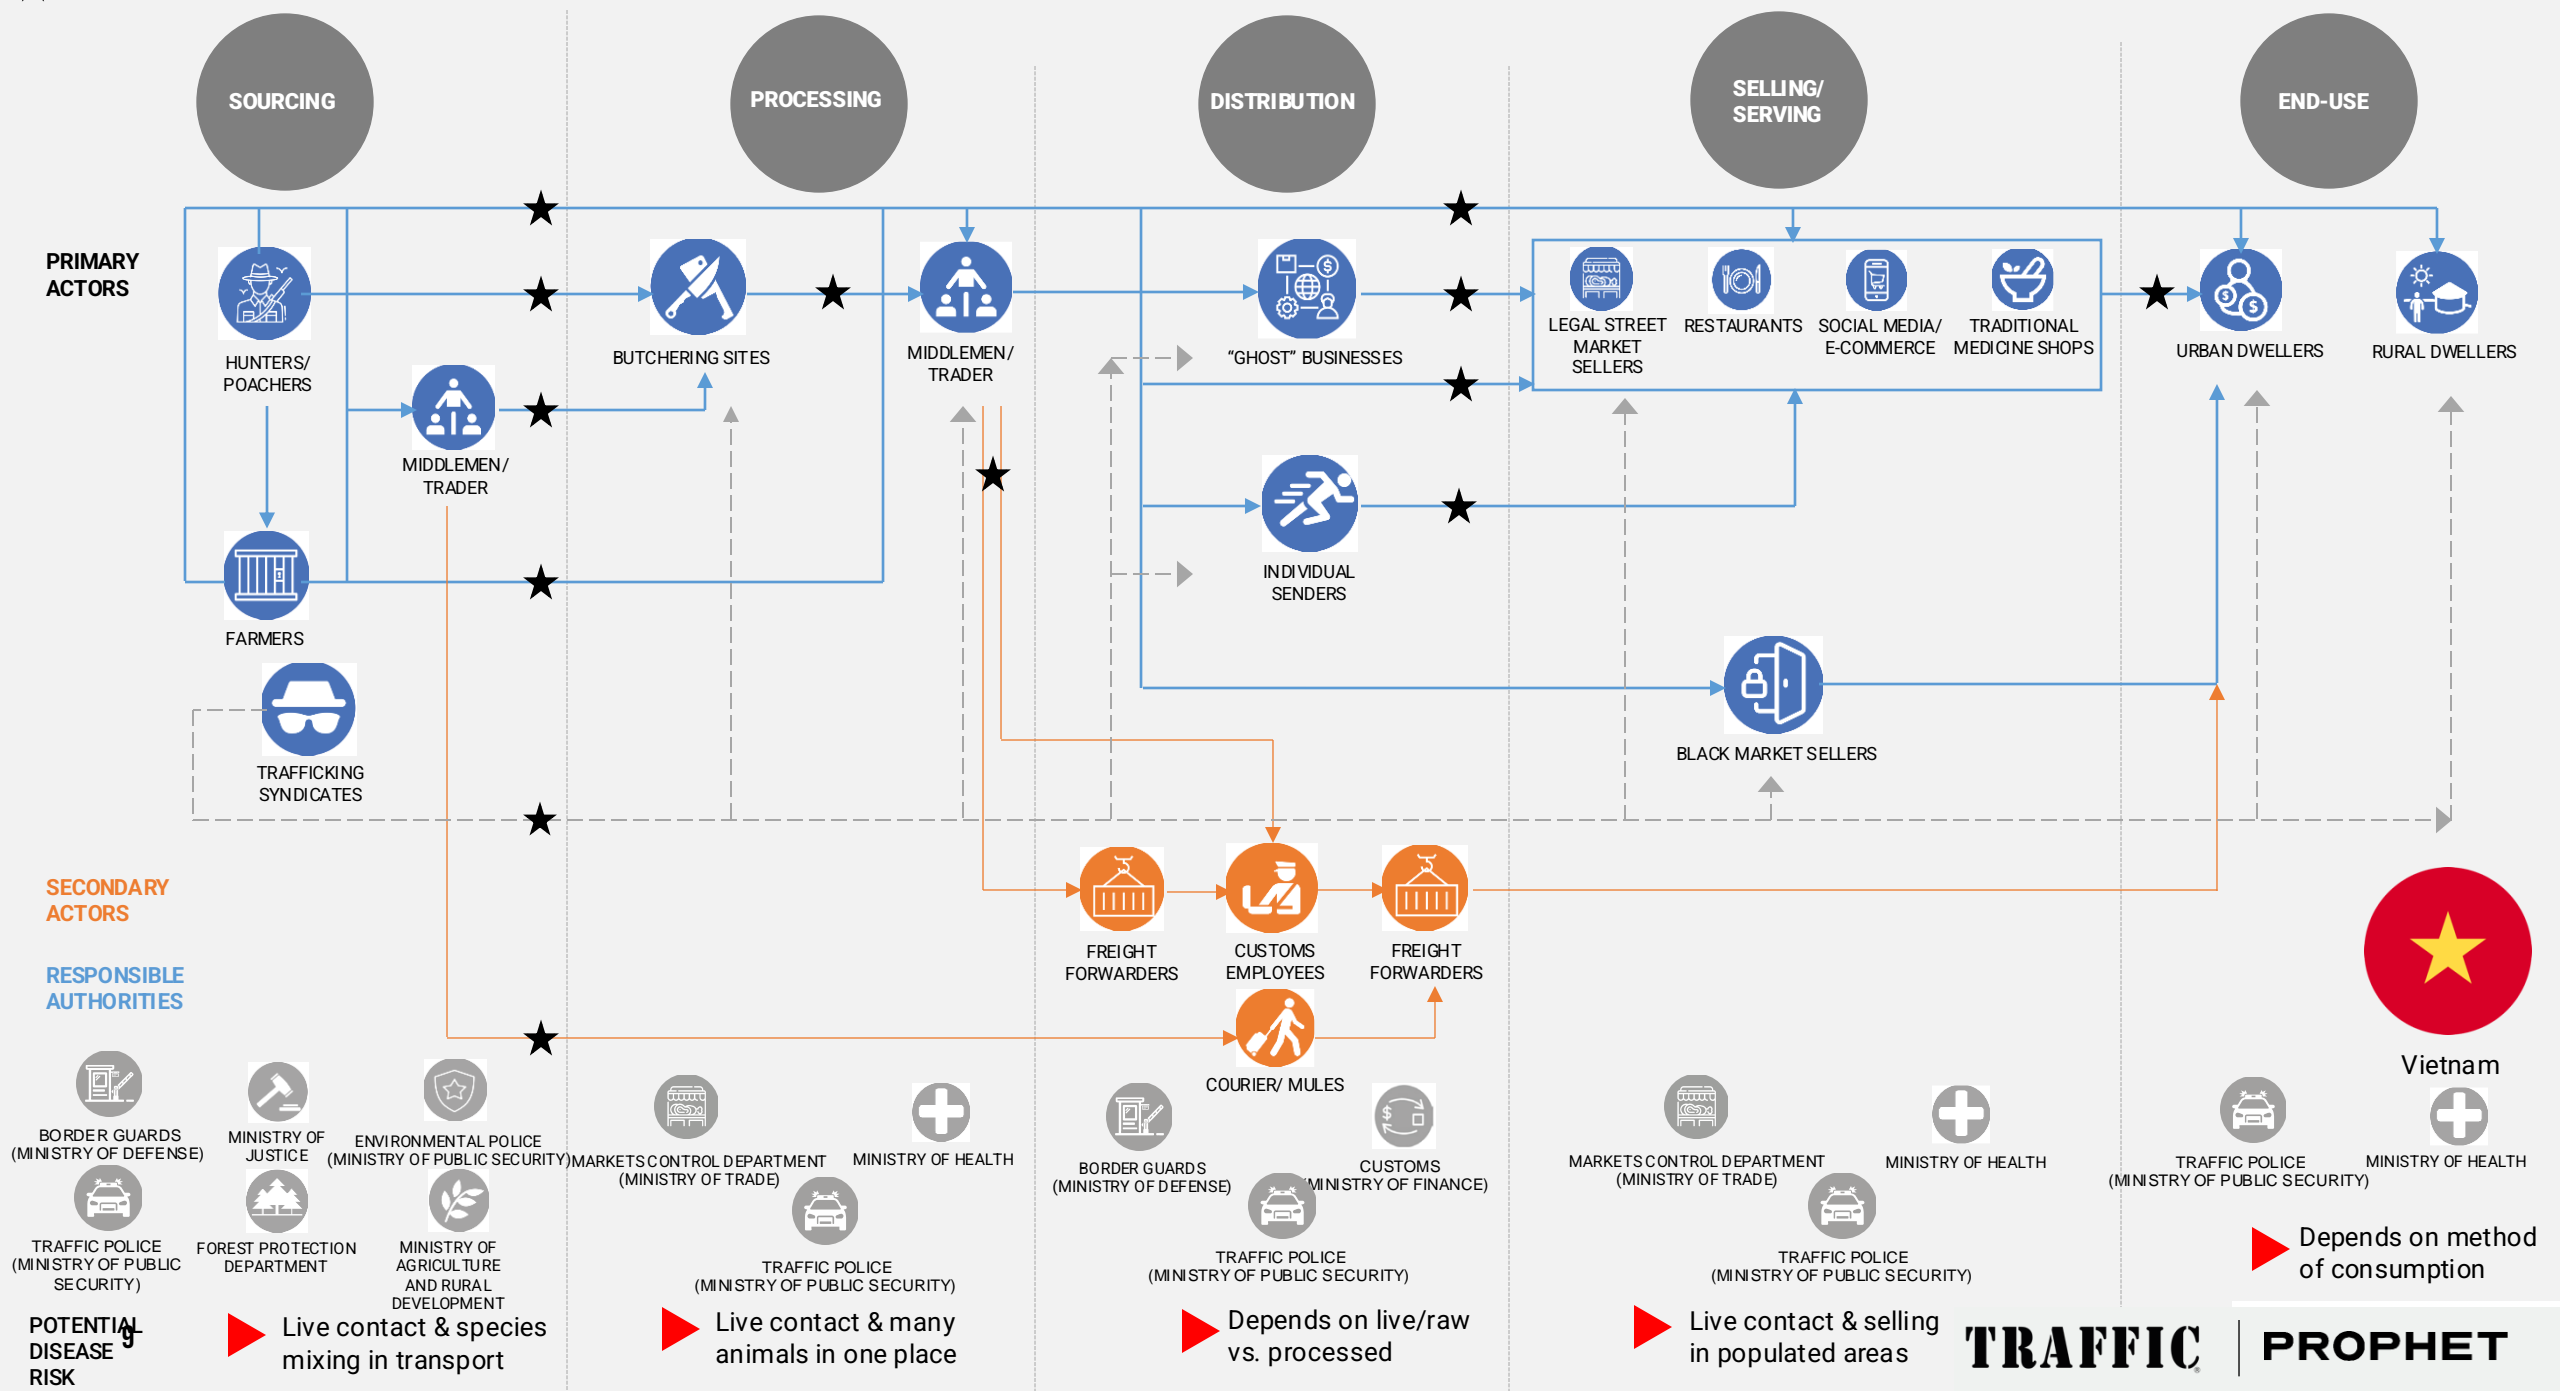 SOURCING
PROCESSING
DISTRIBUTION
SELLING/
SERVING
END-USE
PRIMARY
ACTORS
HUNTERS/
POACHERS
MIDDLEMEN/
TRADER
FARMERS
TRAFFICKING
SYNDICATES
BUTCHERING SITES
MIDDLEMEN/
TRADER
“GHOST” BUSINESSES
INDIVIDUAL
SENDERS
LEGAL STREET
MARKET
SELLERS
RESTAURANTS
SOCIAL MEDIA/
E-COMMERCE
TRADITIONAL
MEDICINE SHOPS
BLACK MARKET SELLERS
URBAN DWELLERS
RURAL DWELLERS
SECONDARY
ACTORS
FREIGHT
FORWARDERS
CUSTOMS
EMPLOYEES
FREIGHT
FORWARDERS
COURIER/ MULES
Vietnam
RESPONSIBLE
AUTHORITIES
BORDER GUARDS
(MINISTRY OF DEFENSE)
MINISTRY OF
JUSTICE
ENVIRONMENTAL POLICE
(MINISTRY OF PUBLIC SECURITY)
TRAFFIC POLICE
(MINISTRY OF PUBLIC
SECURITY)
FOREST PROTECTION
DEPARTMENT
MINISTRY OF
AGRICULTURE
AND RURAL
DEVELOPMENT
MARKETS CONTROL DEPARTMENT
(MINISTRY OF TRADE)
MINISTRY OF HEALTH
TRAFFIC POLICE
(MINISTRY OF PUBLIC SECURITY)
BORDER GUARDS
(MINISTRY OF DEFENSE)
CUSTOMS
(MINISTRY OF FINANCE)
TRAFFIC POLICE
(MINISTRY OF PUBLIC SECURITY)
MARKETS CONTROL DEPARTMENT
(MINISTRY OF TRADE)
MINISTRY OF HEALTH
TRAFFIC POLICE
(MINISTRY OF PUBLIC SECURITY)
TRAFFIC POLICE
(MINISTRY OF PUBLIC SECURITY)
MINISTRY OF HEALTH
POTENTIAL
DISEASE
RISK
9
Live contact & species
mixing in transport
Live contact & many
animals in one place
Depends on live/raw
vs. processed
Live contact & selling
in populated areas
Depends on method
of consumption
TRAFFIC
PROPHET